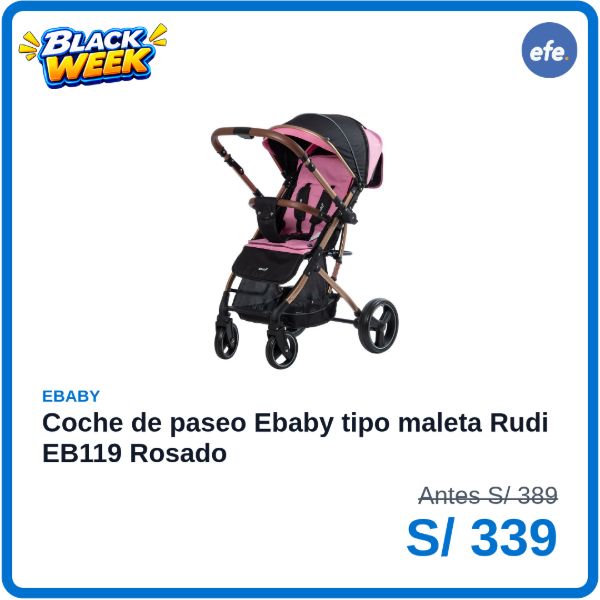 BLACK
WEEK
efe.
EBABY
Coche de paseo Ebaby tipo maleta Rudi
EB119 Rosado
Antes S/ 389
S/ 339